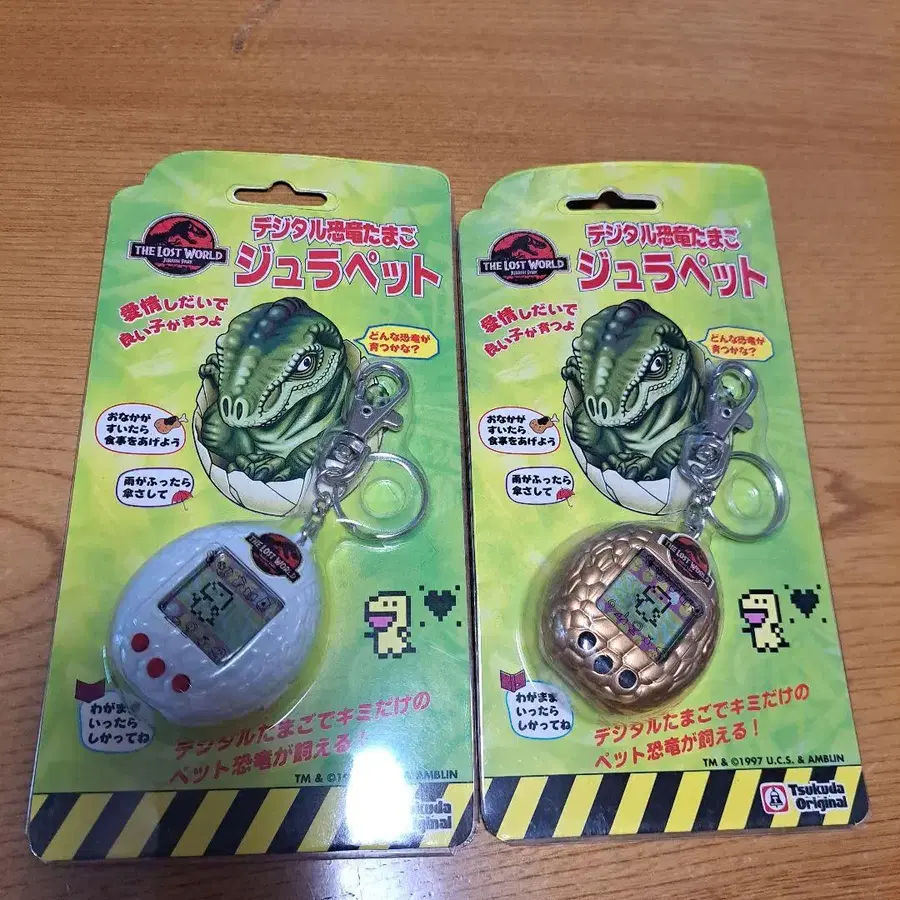 デジタル恐竜たまご
ジュラペット
THE LOST WORLD
JURASSIC PARK
愛情しだいで
良い子が育つよ
どんな恐竜が
育つかな?
おなかが
すいたら
食事をあげよう
雨がふったら
傘さして
THE LOST WORLD
わがまま
いったら
しかってね
デジタルたまごでキミだけの
ペット恐竜が飼える!
TM & ©19 AMBLIN
Tsukuda
Original
デジタル恐竜たまご
ジュラペット
THE LOST WORLD
JURASSIC PARK
愛情しだいで
良い子が育つよ
どんな恐竜が
育つかな?
おなかが
すいたら
食事をあげよう
雨がふったら
傘さして
THE LOST WORLD
わがまま
いったら
しかってね
デジタルたまごでキミだけの
ペット恐竜が飼える!
TM & ©1997 U.C.S. & AMBLIN
Tsukuda
Original